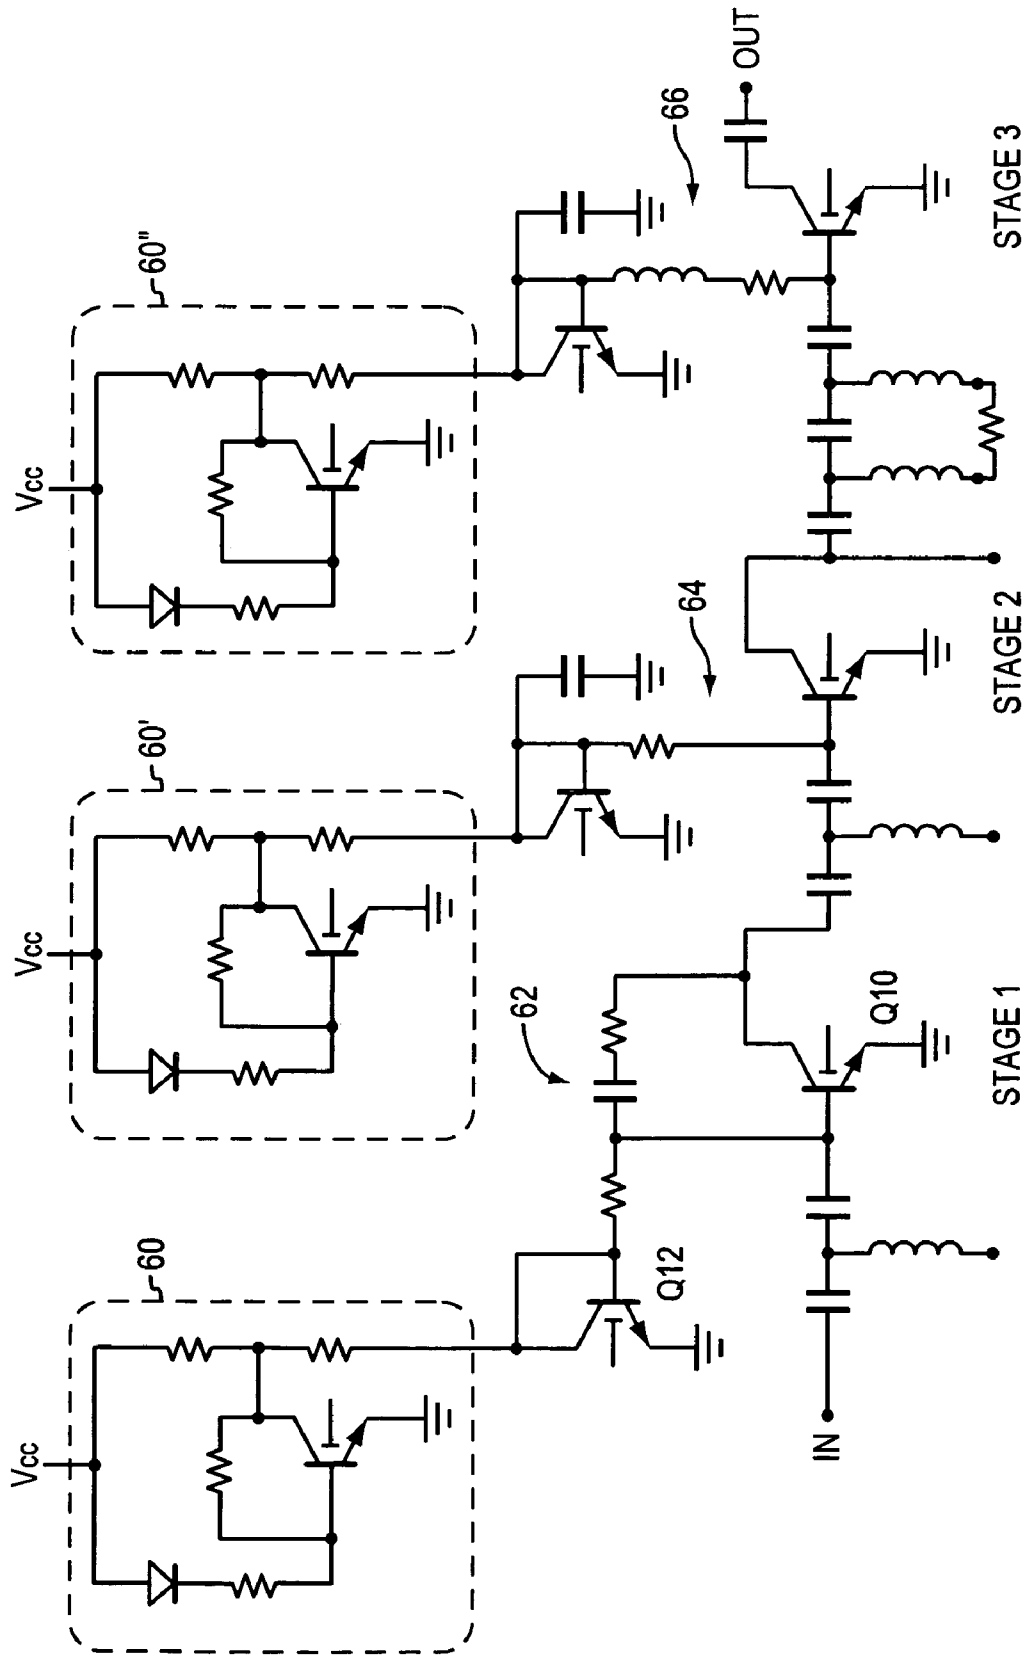 Vcc
60
Vcc
60'
Vcc
60"
62
64
66
Q12
Q10
IN
OUT
STAGE 1
STAGE 2
STAGE 3